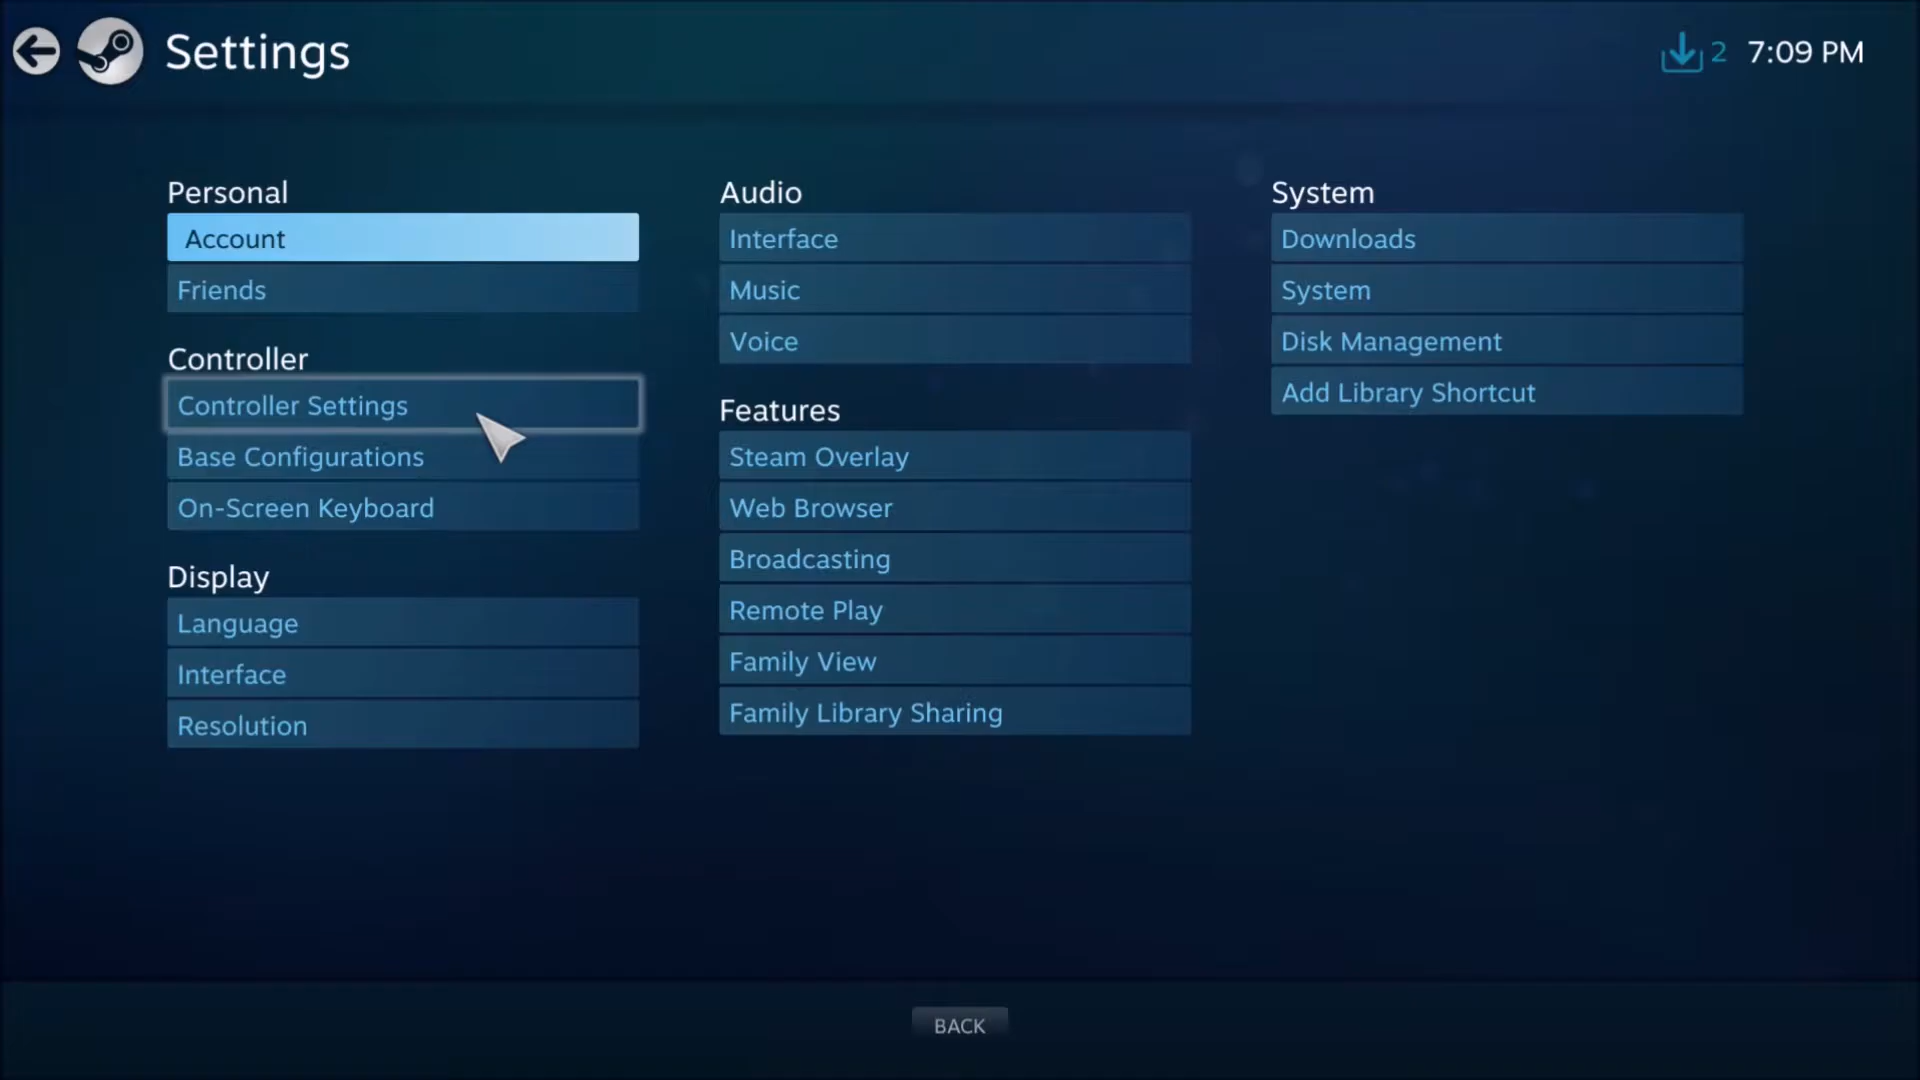 Settings
2 7:09 PM
Personal
Account
Friends
Controller
Controller Settings
Base Configurations
On-Screen Keyboard
Display
Language
Interface
Resolution
Audio
Interface
Music
Voice
Features
Steam Overlay
Web Browser
Broadcasting
Remote Play
Family View
Family Library Sharing
System
Downloads
System
Disk Management
Add Library Shortcut
BACK